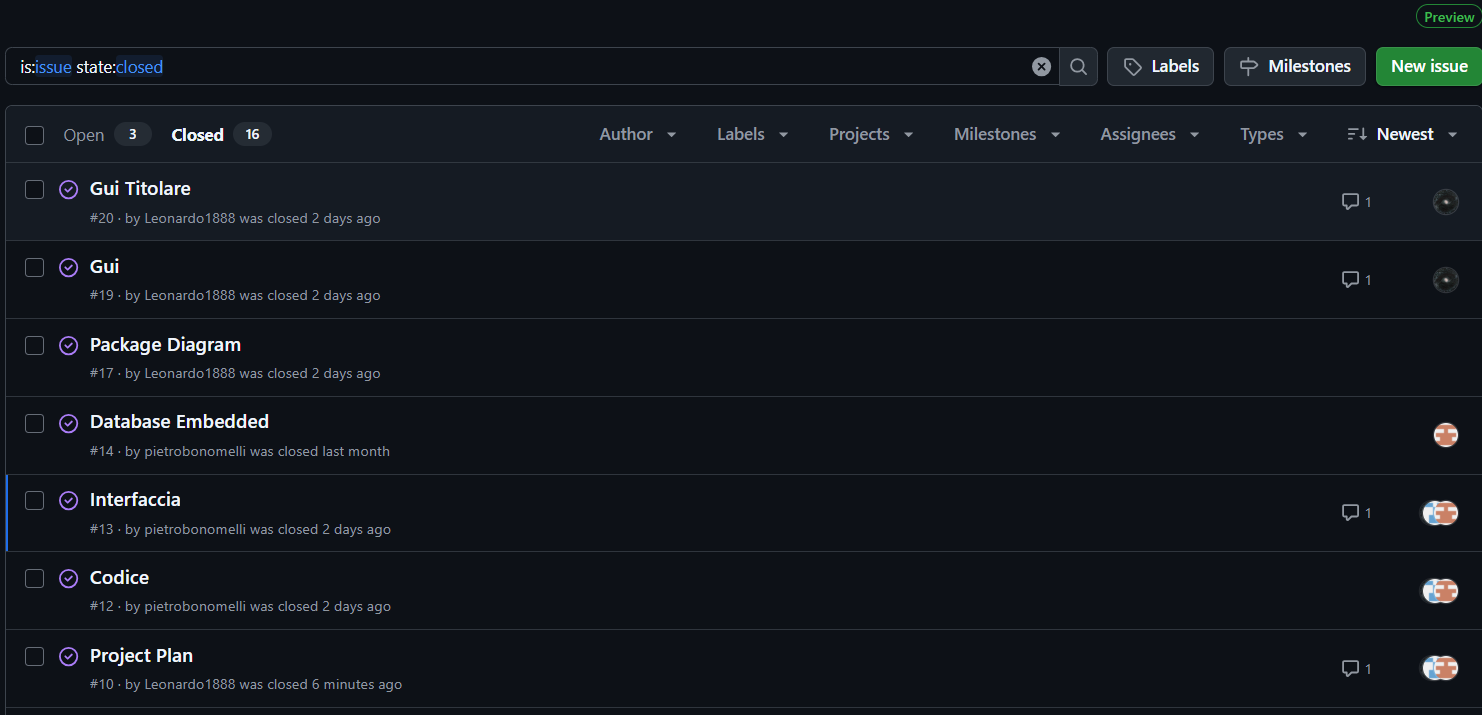 Preview
is:issue state:closed Labels Milestones New issue
Open 3 Closed 16 Author Labels Projects Milestones Assignees Types Newest
Gui Titolare
#20 · by Leonardo1888 was closed 2 days ago 1
Gui
#19 · by Leonardo1888 was closed 2 days ago 1
Package Diagram
#17 · by Leonardo1888 was closed 2 days ago
Database Embedded
#14 · by pietrobonomelli was closed last month
Interfaccia
#13 · by pietrobonomelli was closed 2 days ago 1
Codice
#12 · by pietrobonomelli was closed 2 days ago
Project Plan
#10 · by Leonardo1888 was closed 6 minutes ago 1